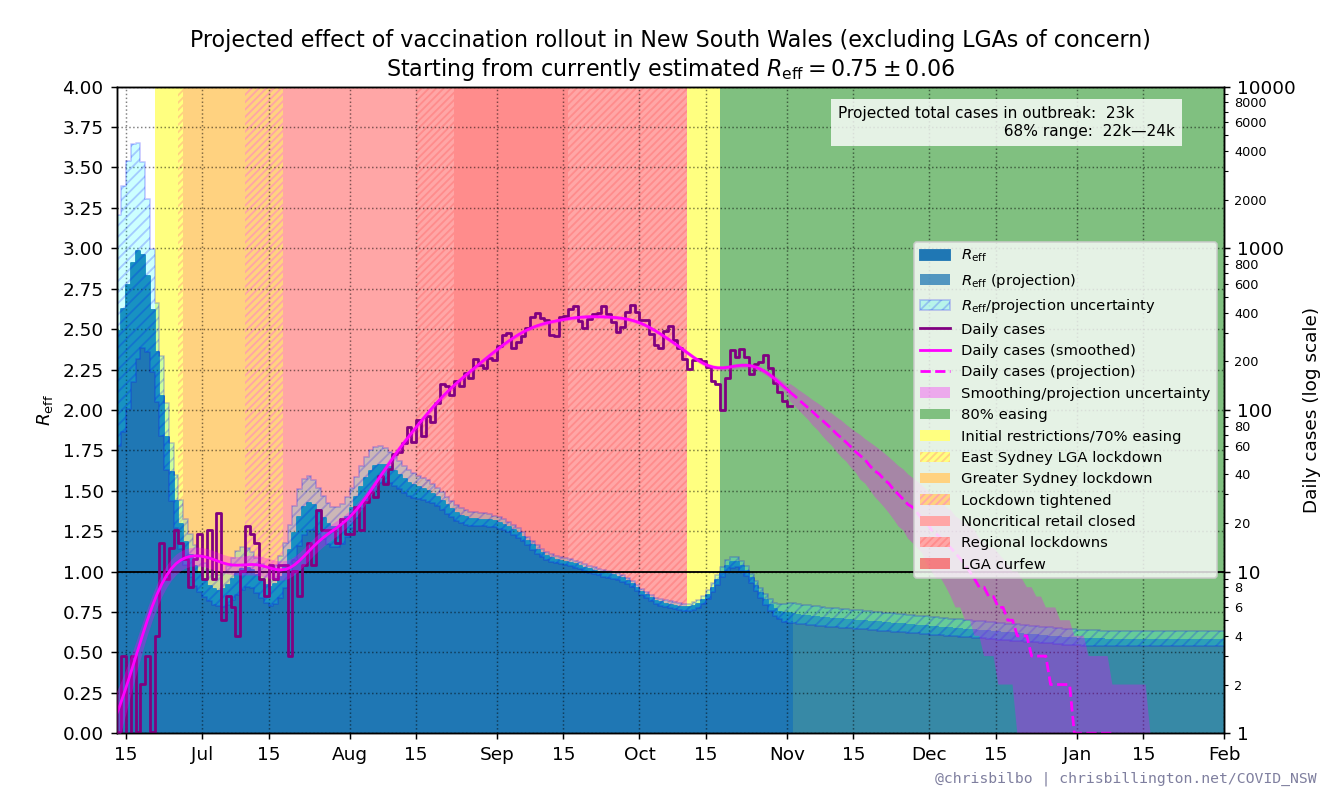 Projected effect of vaccination rollout in New South Wales (excluding LGAs of concern)
Starting from currently estimated Reff = 0.75 ± 0.06
Projected total cases in outbreak: 23k
68% range: 22k—24k
4.00
3.75
3.50
3.25
3.00
2.75
2.50
2.25
2.00
1.75
1.50
1.25
1.00
0.75
0.50
0.25
0.00
Reff
10000
8000
6000
4000
2000
1000
800
600
400
200
100
80
60
40
20
10
8
6
4
2
1
Daily cases (log scale)
Reff
Reff (projection)
Reff/projection uncertainty
Daily cases
Daily cases (smoothed)
Daily cases (projection)
Smoothing/projection uncertainty
80% easing
Initial restrictions/70% easing
East Sydney LGA lockdown
Greater Sydney lockdown
Lockdown tightened
Noncritical retail closed
Regional lockdowns
LGA curfew
15 Jul 15 Aug 15 Sep 15 Oct 15 Nov 15 Dec 15 Jan 15 Feb
@chrisbilbo | chrisbillington.net/COVID_NSW